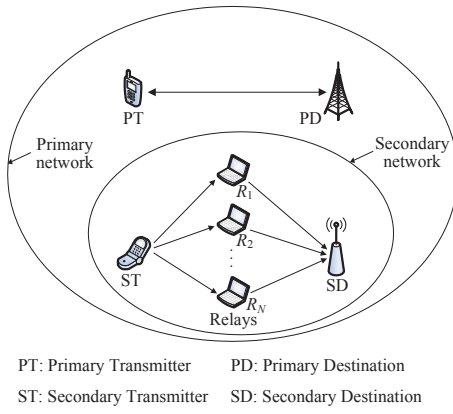 PT
PD
Primary
network
Secondary
network
R1
R2
ST
SD
RN
Relays
PT: Primary Transmitter PD: Primary Destination
ST: Secondary Transmitter SD: Secondary Destination